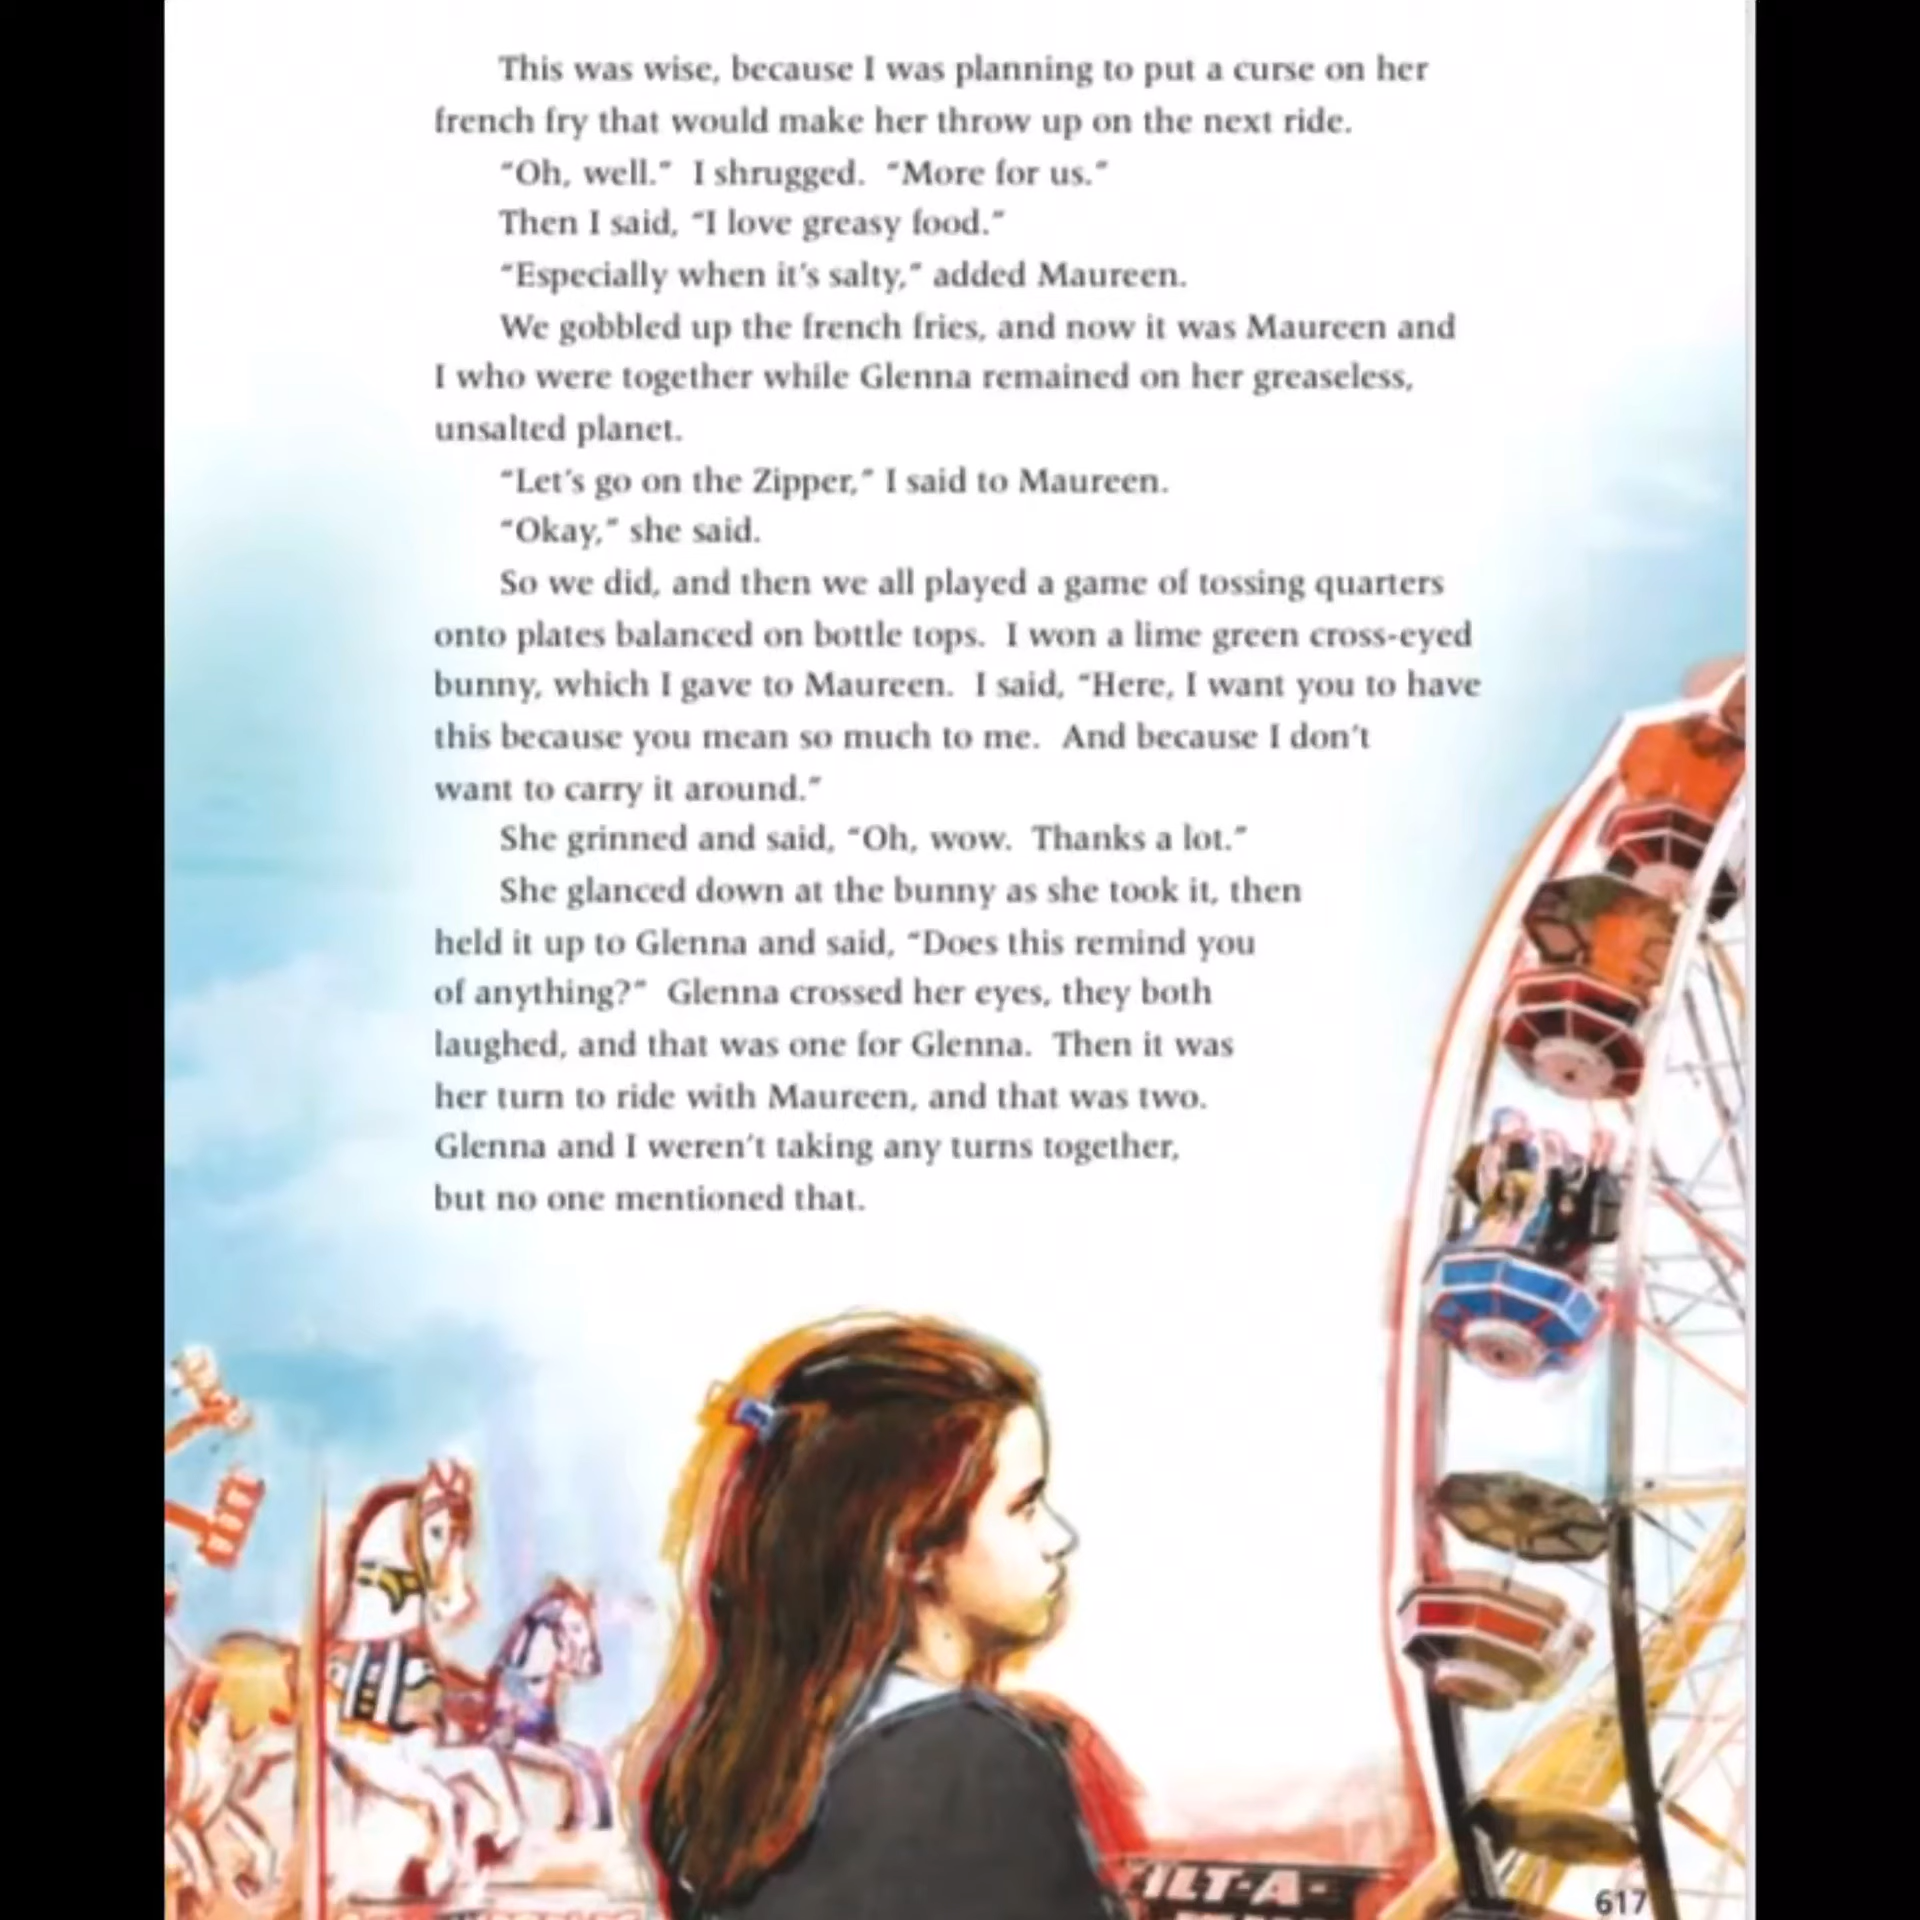 This was wise, because I was planning to put a curse on her
french fry that would make her throw up on the next ride.
“Oh, well.” I shrugged. “More for us.”
Then I said, “I love greasy food.”
“Especially when it’s salty,” added Maureen.
We gobbled up the french fries, and now it was Maureen and
I who were together while Glenna remained on her greaseless,
unsalted planet.
“Let’s go on the Zipper,” I said to Maureen.
“Okay,” she said.
So we did, and then we all played a game of tossing quarters
onto plates balanced on bottle tops. I won a lime green cross-eyed
bunny, which I gave to Maureen. I said, “Here, I want you to have
this because you mean so much to me. And because I don’t
want to carry it around.”
She grinned and said, “Oh, wow. Thanks a lot.”
She glanced down at the bunny as she took it, then
held it up to Glenna and said, “Does this remind you
of anything?” Glenna crossed her eyes, they both
laughed, and that was one for Glenna. Then it was
her turn to ride with Maureen, and that was two.
Glenna and I weren’t taking any turns together,
but no one mentioned that.
TILT-A-
617